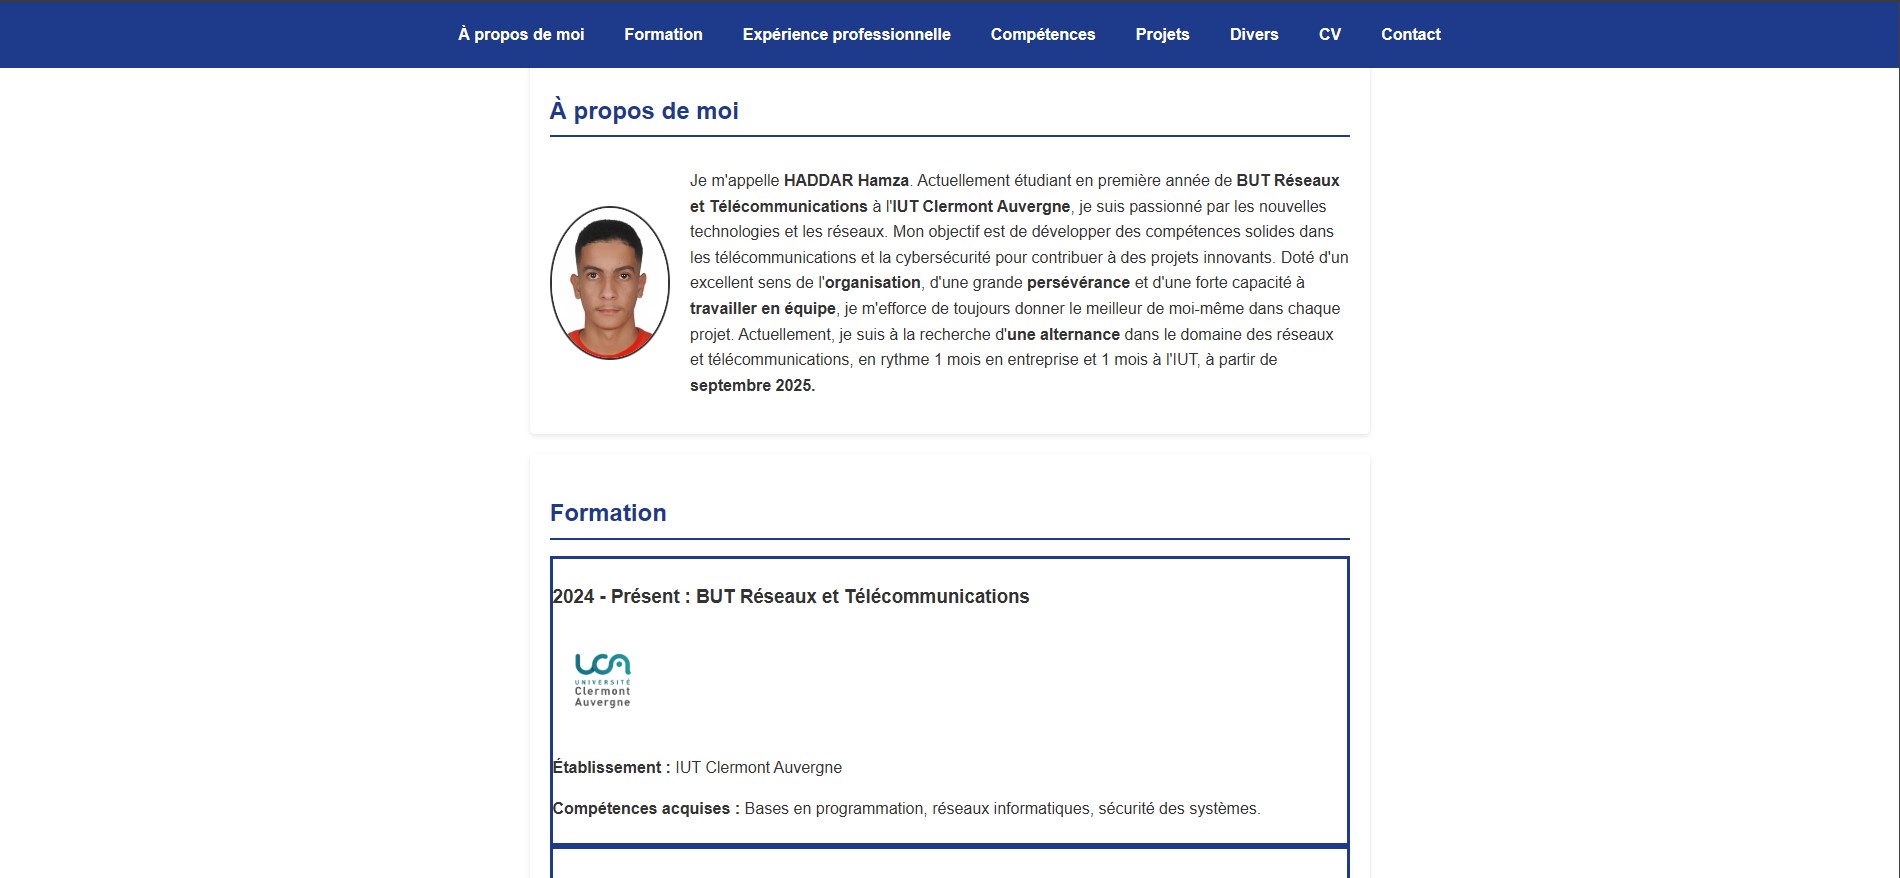 À propos de moi Formation Expérience professionnelle Compétences Projets Divers CV Contact
À propos de moi
Je m'appelle HADDAR Hamza. Actuellement étudiant en première année de BUT Réseaux
et Télécommunications à l'IUT Clermont Auvergne, je suis passionné par les nouvelles
technologies et les réseaux. Mon objectif est de développer des compétences solides dans
les télécommunications et la cybersécurité pour contribuer à des projets innovants. Doté d'un
excellent sens de l'organisation, d'une grande persévérance et d'une forte capacité à
travailler en équipe, je m'efforce de toujours donner le meilleur de moi-même dans chaque
projet. Actuellement, je suis à la recherche d'une alternance dans le domaine des réseaux
et télécommunications, en rythme 1 mois en entreprise et 1 mois à l'IUT, à partir de
septembre 2025.
Formation
2024 - Présent : BUT Réseaux et Télécommunications
UCA
UNIVERSITÉ
Clermont
Auvergne
Établissement : IUT Clermont Auvergne
Compétences acquises : Bases en programmation, réseaux informatiques, sécurité des systèmes.